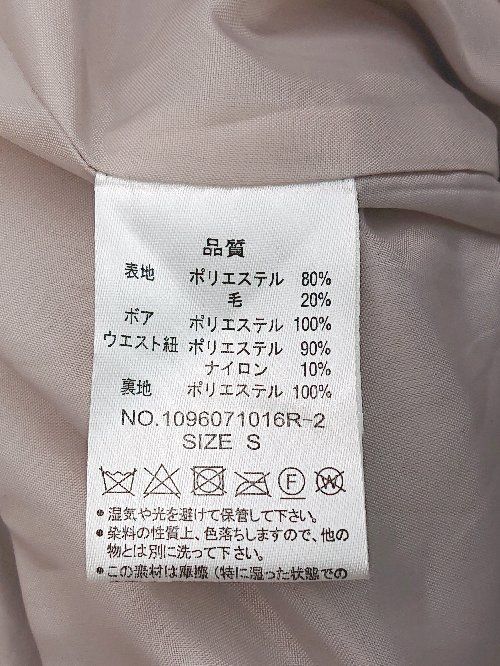 品質
表地 ポリエステル 80%
毛 20%
ボア ポリエステル 100%
ウエスト紐 ポリエステル 90%
ナイロン 10%
裏地 ポリエステル 100%
NO.1096071016R-2
SIZE S
F W
●湿気や光を避けて保管して下さい。
●染料の性質上、色落ちしますので、他の
物とは別に洗って下さい。
●この素材は摩擦（特に湿った状態での